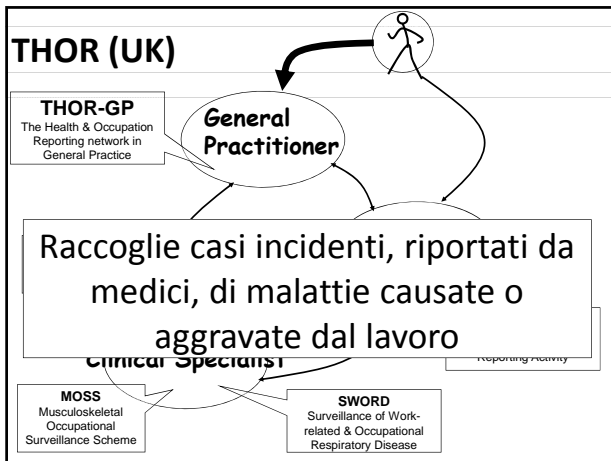 THOR (UK)
THOR-GP
The Health & Occupation
Reporting network in
General Practice
General
Practitioner
Raccoglie casi incidenti, riportati da
medici, di malattie causate o
aggravate dal lavoro
Clinical Specialist
Reporting Activity
MOSS
Musculoskeletal
Occupational
Surveillance Scheme
SWORD
Surveillance of Work-
related & Occupational
Respiratory Disease